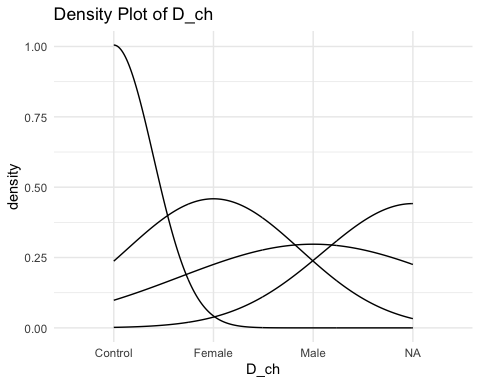 Density Plot of D_ch
1.00
0.75
0.50
0.25
0.00
density
Control Female Male NA
D_ch